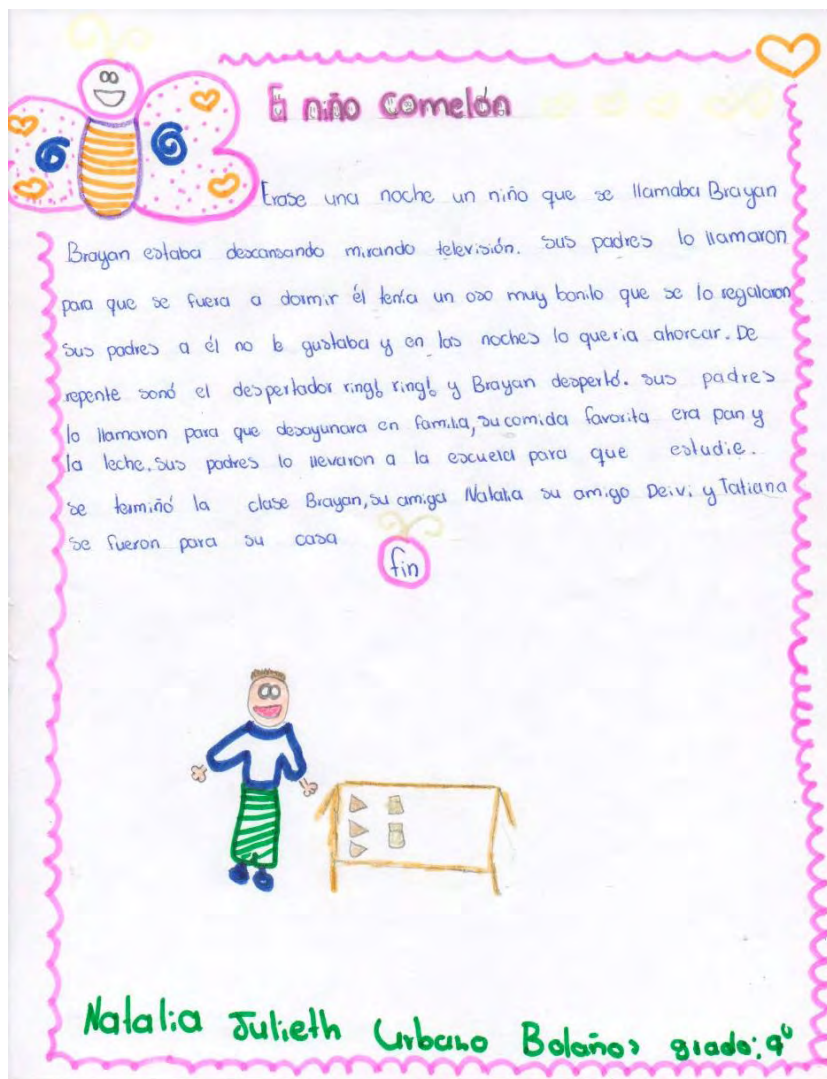 El niño comelón
Erase una noche un niño que se llamaba Brayan
Brayan estaba descansando mirando televisión. sus padres lo llamaron
para que se fuera a dormir él tenía un oso muy bonito que se lo regalaron
sus padres a él no le gustaba y en las noches lo queria ahorcar. De
repente sonó el despertador ring! ring! y Brayan despertó. sus padres
lo llamaron para que desayunara en familia, su comida favorita era pan y
la leche. Sus padres lo llevaron a la escuela para que estudie.
se termiñó la clase Brayan, su amiga Natalia su amigo Deivi y Tatiana
se fueron para su casa
fin
Natalia Julieth Urbano Bolaños grado: 9°